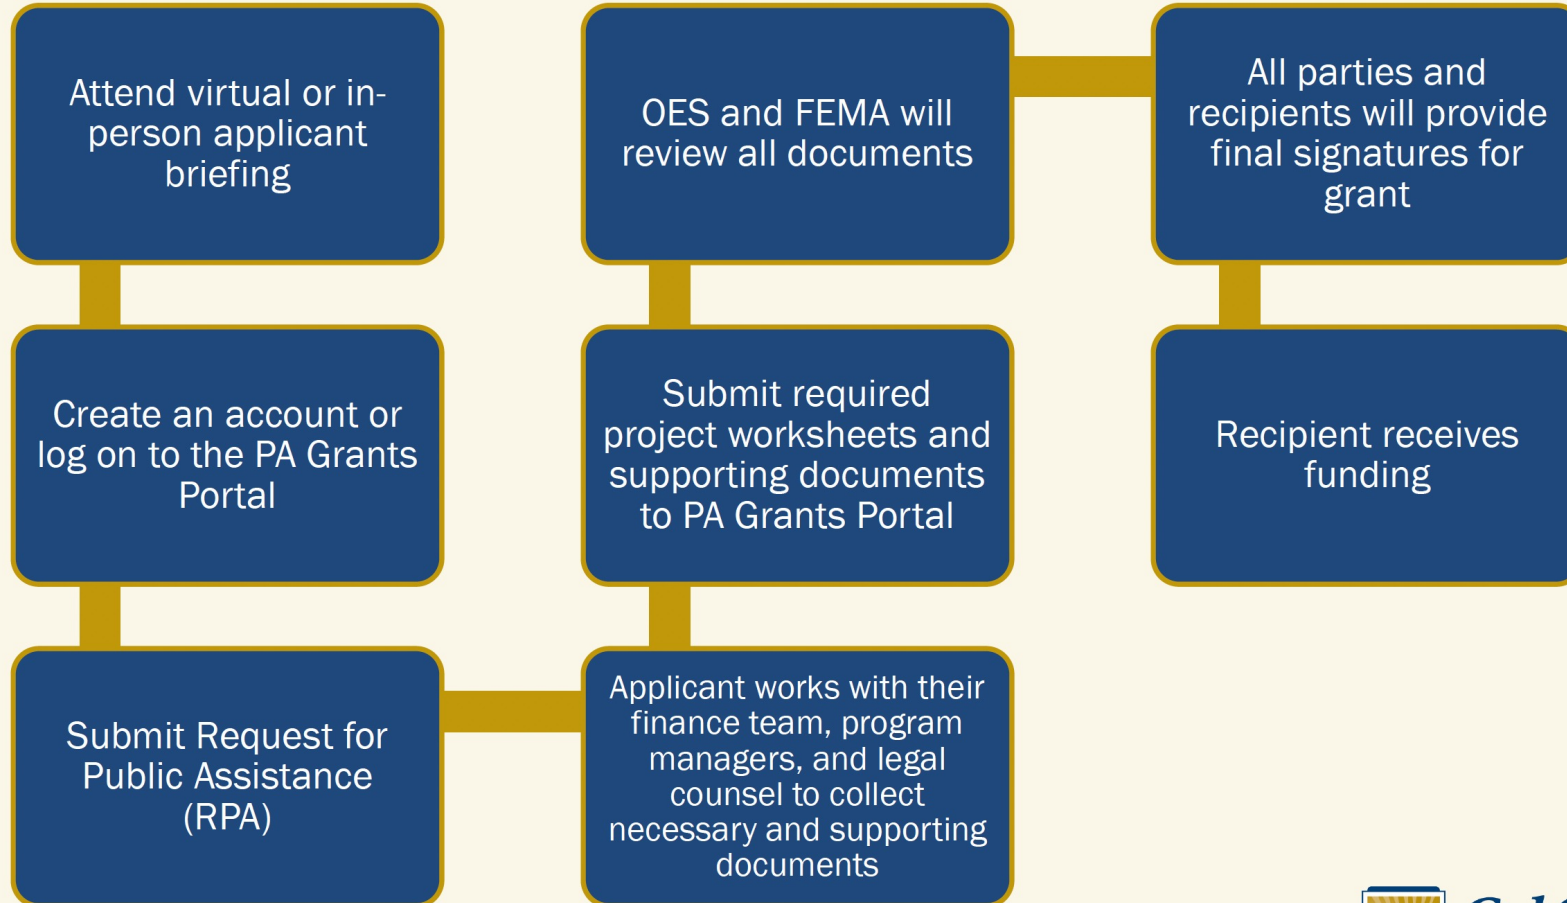 Attend virtual or in-
person applicant
briefing
Create an account or
log on to the PA Grants
Portal
Submit Request for
Public Assistance
(RPA)
Applicant works with their
finance team, program
managers, and legal
counsel to collect
necessary and supporting
documents
Submit required
project worksheets and
supporting documents
to PA Grants Portal
OES and FEMA will
review all documents
All parties and
recipients will provide
final signatures for
grant
Recipient receives
funding